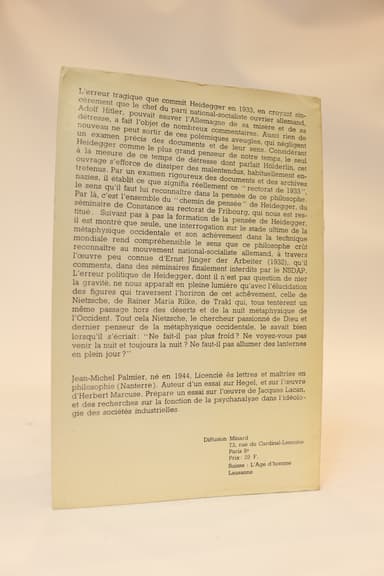 L'erreur tragique que commit Heidegger en 1933, en croyant sin-
cèrement que le chef du parti national-socialiste ouvrier allemand,
Adolf Hitler, pouvait sauver l'Allemagne de sa misère et de sa
détresse, a fait l'objet de nombreux commentaires. Aussi rien de
nouveau ne peut sortir de ces polémiques aveugles, qui négligent
un examen précis des documents et de leur sens. Considérant
Heidegger comme le plus grand penseur de notre temps, le seul
à la mesure de ce temps de détresse dont parlait Hölderlin, cet
ouvrage s'efforce de dissiper des malentendus, habituellement en-
tretenus. Par un examen rigoureux des documents et des archives
nazies, il établit ce que signifia réellement ce "rectorat de 1933",
le sens qu'il faut lui reconnaître dans la pensée de ce philosophe.
Par là, c'est l'ensemble du "chemin de pensée" de Heidegger, du
séminaire de Constance au rectorat de Fribourg, qui nous est res-
titué. Suivant pas à pas la formation de la pensée de Heidegger,
il est montré que seule, une interrogation sur le stade ultime de la
métaphysique occidentale et son achèvement dans la technique
mondiale rend compréhensible le sens que ce philosophe crût
reconnaître au mouvement national-socialiste allemand, à travers
l'œuvre peu connue d'Ernst Junger der Arbeiter (1932), qu'il
commenta, dans des séminaires finalement interdits par le NSDAP.
L'erreur politique de Heidegger, dont il n'est pas question de nier
la gravité, ne nous apparaît en pleine lumière qu'avec l'élucidation
des figures qui traversent l'horizon de cet achèvement, celle de
Nietzsche, de Rainer Maria Rilke, de Trakl qui, tous tentèrent un
même passage hors des déserts et de la nuit métaphysique de
l'Occident. Tout cela Nietzsche, le chercheur passionné de Dieu et
dernier penseur de la métaphysique occidentale, le savait bien
lorsqu'il s'écriait: "Ne fait-il pas plus froid? Ne voyez-vous pas
venir la nuit et toujours la nuit? Ne faut-il pas allumer des lanternes
en plein jour?"
Jean-Michel Palmier, né en 1944, Licencié ès lettres et maîtrise en
philosophie (Nanterre). Auteur d'un essai sur Hegel, et sur l'œuvre
d'Herbert Marcuse. Prépare un essai sur l'œuvre de Jacques Lacan,
et des recherches sur la fonction de la psychanalyse dans l'idéolo-
gie des sociétés industrielles.
Diffusion: Minard
73, rue du Cardinal-Lemoine
Paris 5e
Prix: 22 F.
Suisse: L'Age d'homme
Lausanne